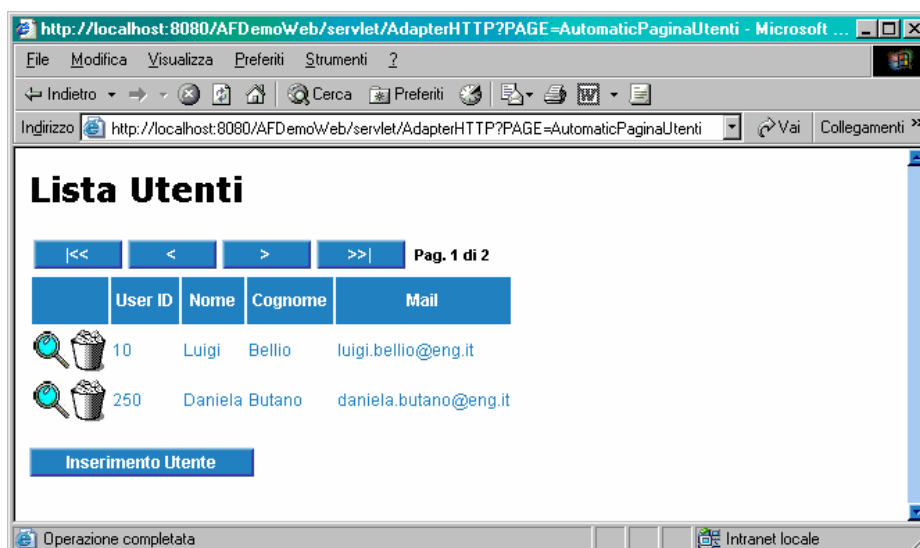 http://localhost:8080/AFDemoWeb/servlet/AdapterHTTP?PAGE=AutomaticPaginaUtenti - Microsoft ...
File Modifica Visualizza Preferiti Strumenti ?
Indietro Cerca Preferiti
Indirizzo http://localhost:8080/AFDemoWeb/servlet/AdapterHTTP?PAGE=AutomaticPaginaUtenti Vai Collegamenti »
Lista Utenti
|<< < > >>| Pag. 1 di 2
User ID Nome Cognome Mail
10 Luigi Bellio luigi.bellio@eng.it
250 Daniela Butano daniela.butano@eng.it
Inserimento Utente
Operazione completata Intranet locale